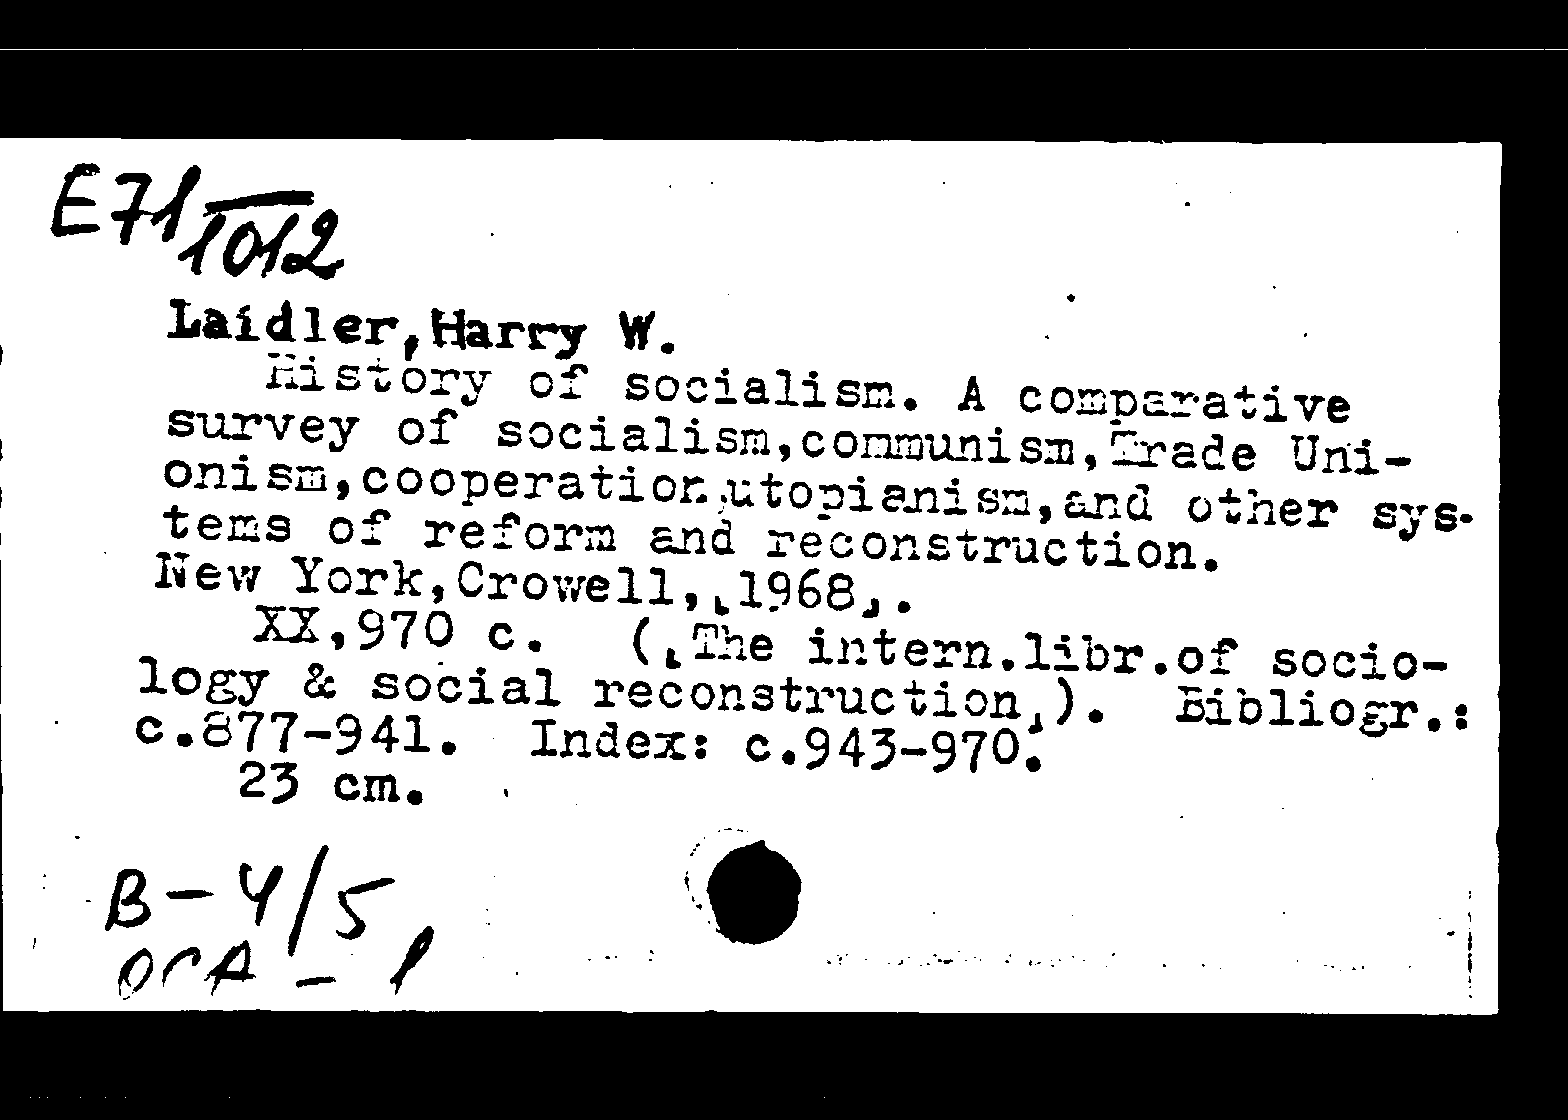 E71/1012
Laidler,Harry W.
History of socialism. A comparative
survey of socialism,communism,Trade Uni-
onism,cooperation,utopianism,and other sys-
tems of reform and reconstruction.
New York,Crowell,[1968].
XX,970 c. ([The intern.libr.of socio-
logy & social reconstruction]). Bibliogr.:
c.877-941. Index: c.943-970.
23 cm.
B-4/5
ОГА - 1